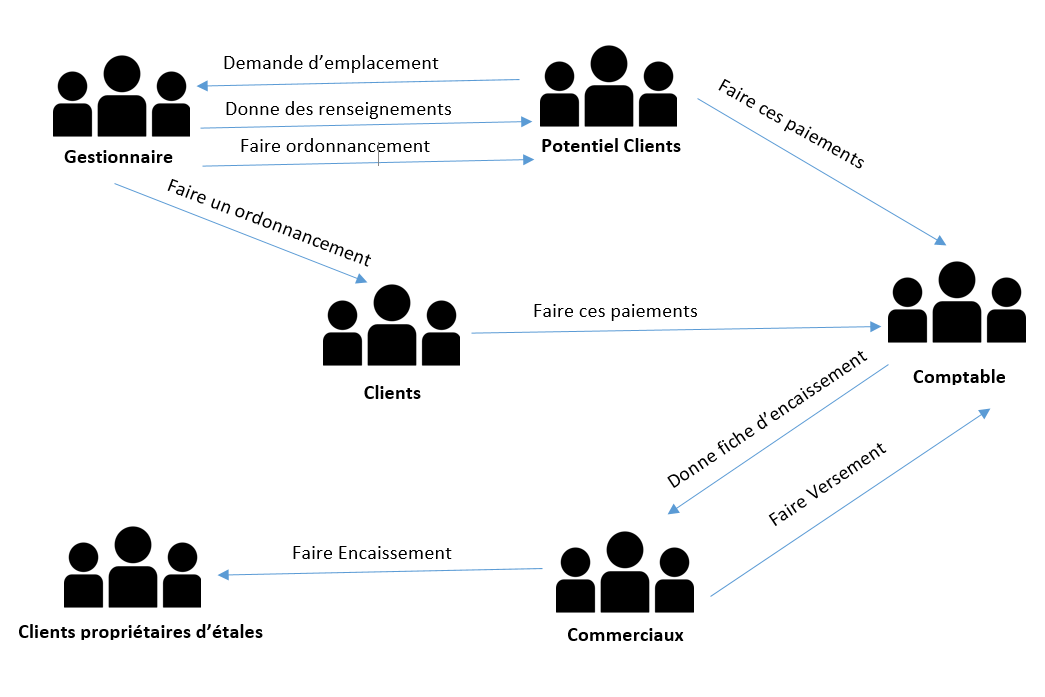 Demande d’emplacement
Donne des renseignements
Faire ordonnancement
Gestionnaire
Potentiel Clients
Faire ces paiements
Faire un ordonnancement
Faire ces paiements
Clients
Comptable
Donne fiche d’encaissement
Faire Versement
Faire Encaissement
Clients propriétaires d’étales
Commerciaux